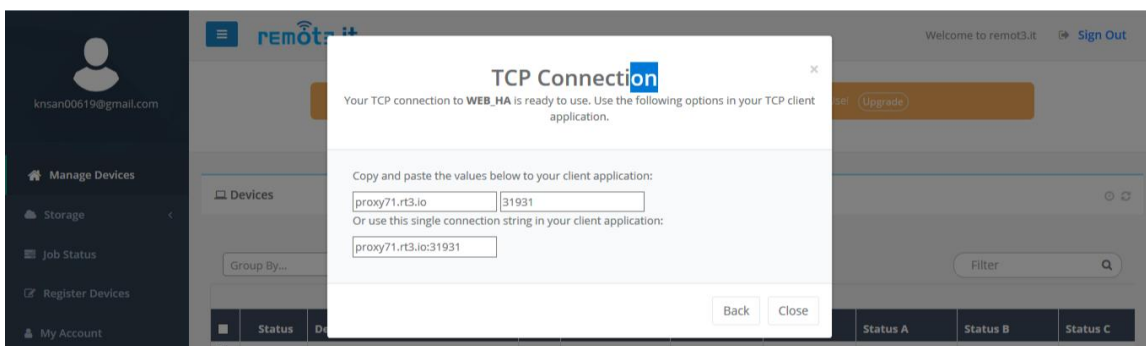 remot3.it
Welcome to remot3.it
Sign Out
knsan00619@gmail.com
Upgrade
Manage Devices
Storage
Job Status
Register Devices
My Account
Devices
Group By...
Filter
Status
Status A
Status B
Status C
TCP Connection
×
Your TCP connection to WEB_HA is ready to use. Use the following options in your TCP client
application.
Copy and paste the values below to your client application:
proxy71.rt3.io 31931
Or use this single connection string in your client application:
proxy71.rt3.io:31931
Back Close